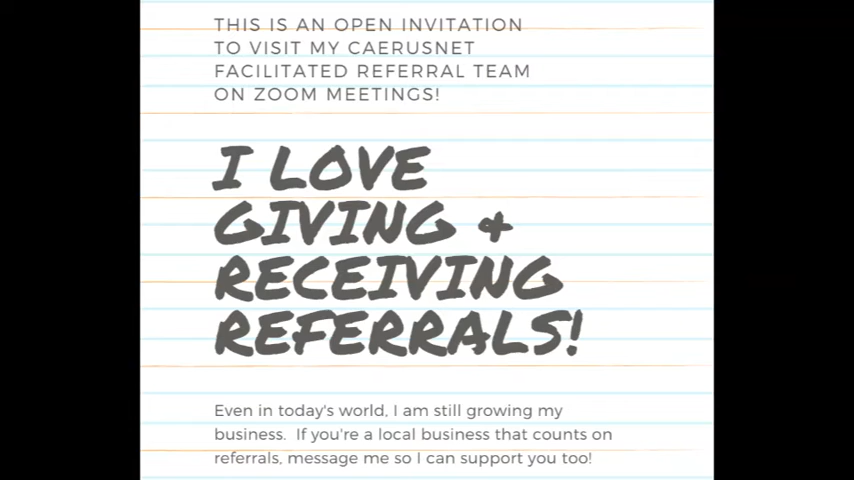 THIS IS AN OPEN INVITATION
TO VISIT MY CAERUSNET
FACILITATED REFERRAL TEAM
ON ZOOM MEETINGS!
I LOVE
GIVING &
RECEIVING
REFERRALS!
Even in today's world, I am still growing my
business.  If you're a local business that counts on
referrals, message me so I can support you too!